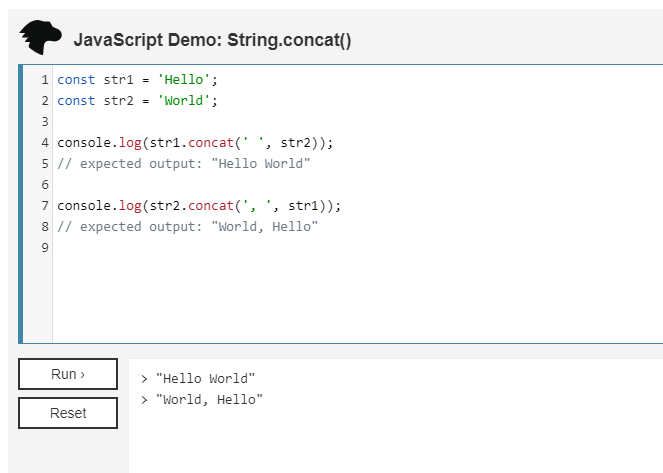 JavaScript Demo: String.concat()
1 const str1 = 'Hello';
2 const str2 = 'World';
3
4 console.log(str1.concat(' ', str2));
5 // expected output: "Hello World"
6
7 console.log(str2.concat(', ', str1));
8 // expected output: "World, Hello"
9
Run ›
> "Hello World"
> "World, Hello"
Reset